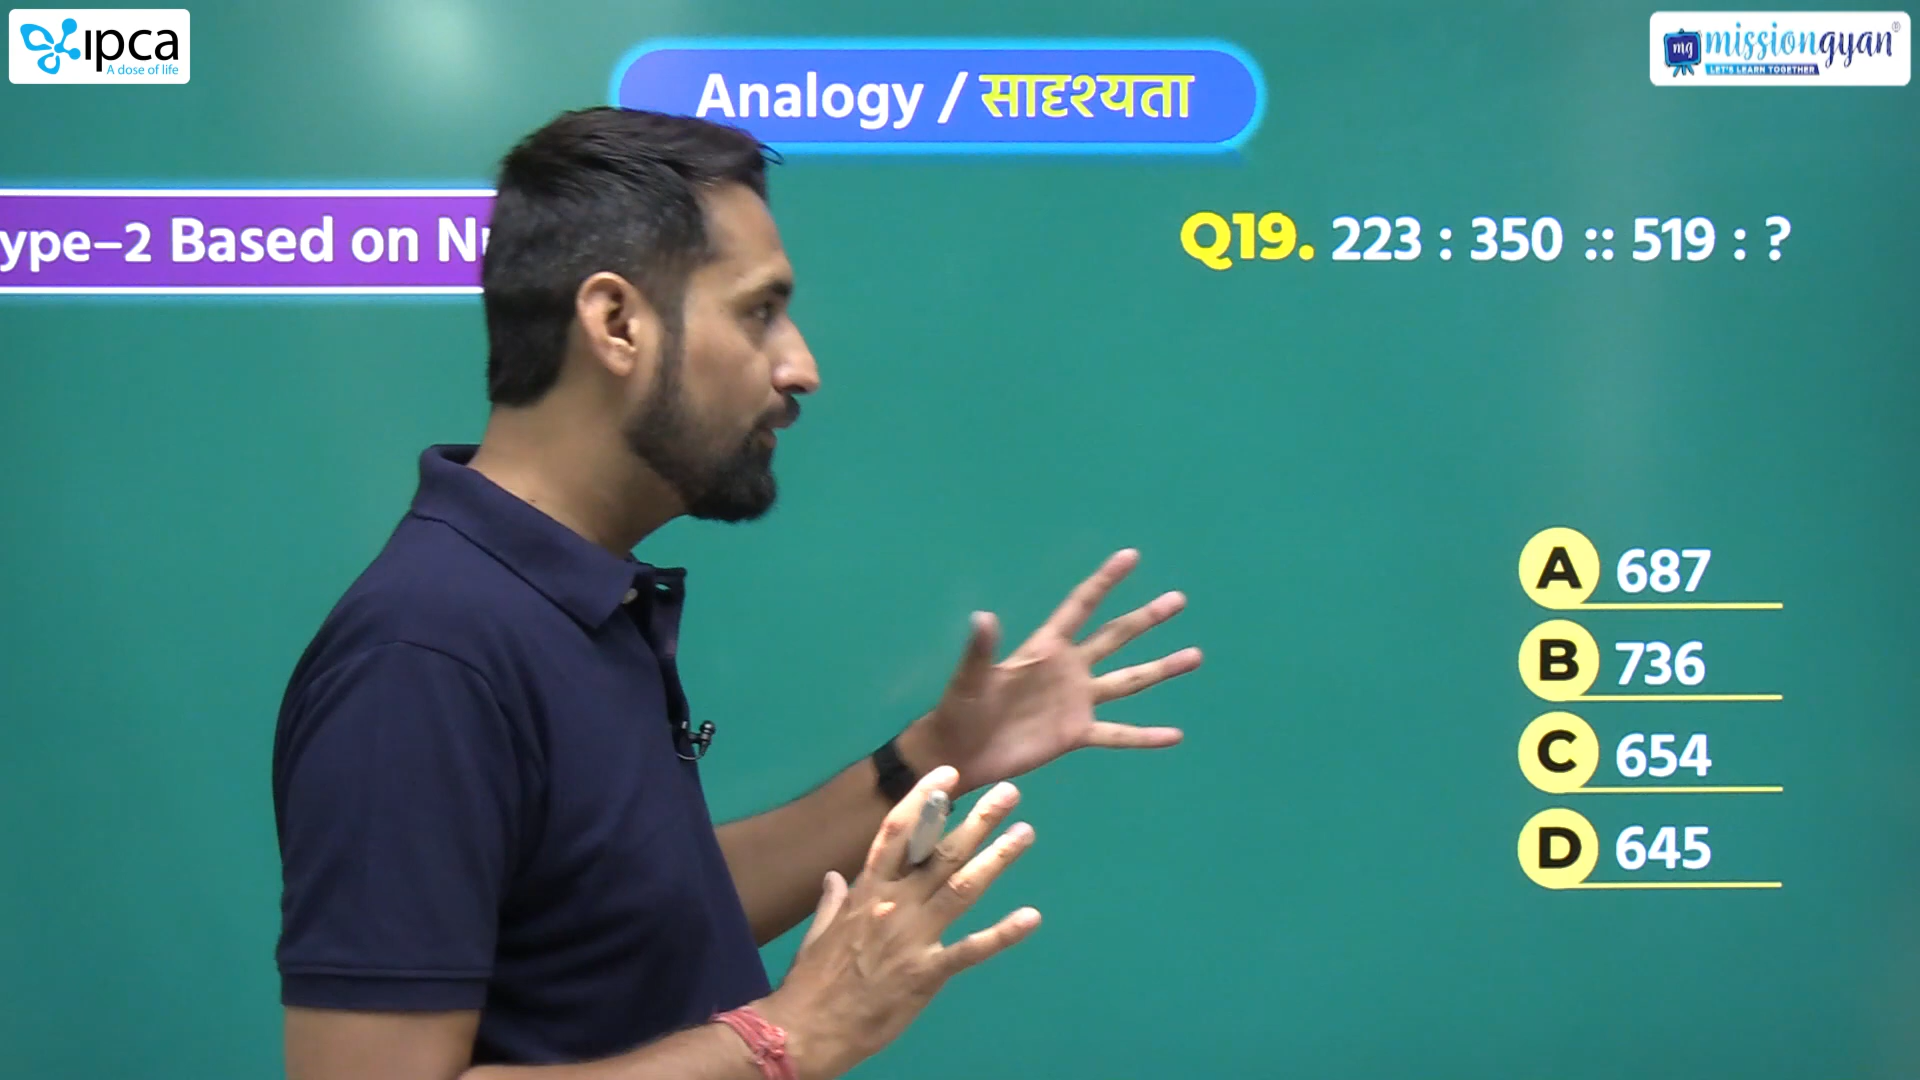 ipca
A dose of life
mg missiongyan®
LET'S LEARN TOGETHER
Analogy / सादृश्यता
ype-2 Based on
Q19. 223 : 350 :: 519 : ?
A 687
B 736
C 654
D 645